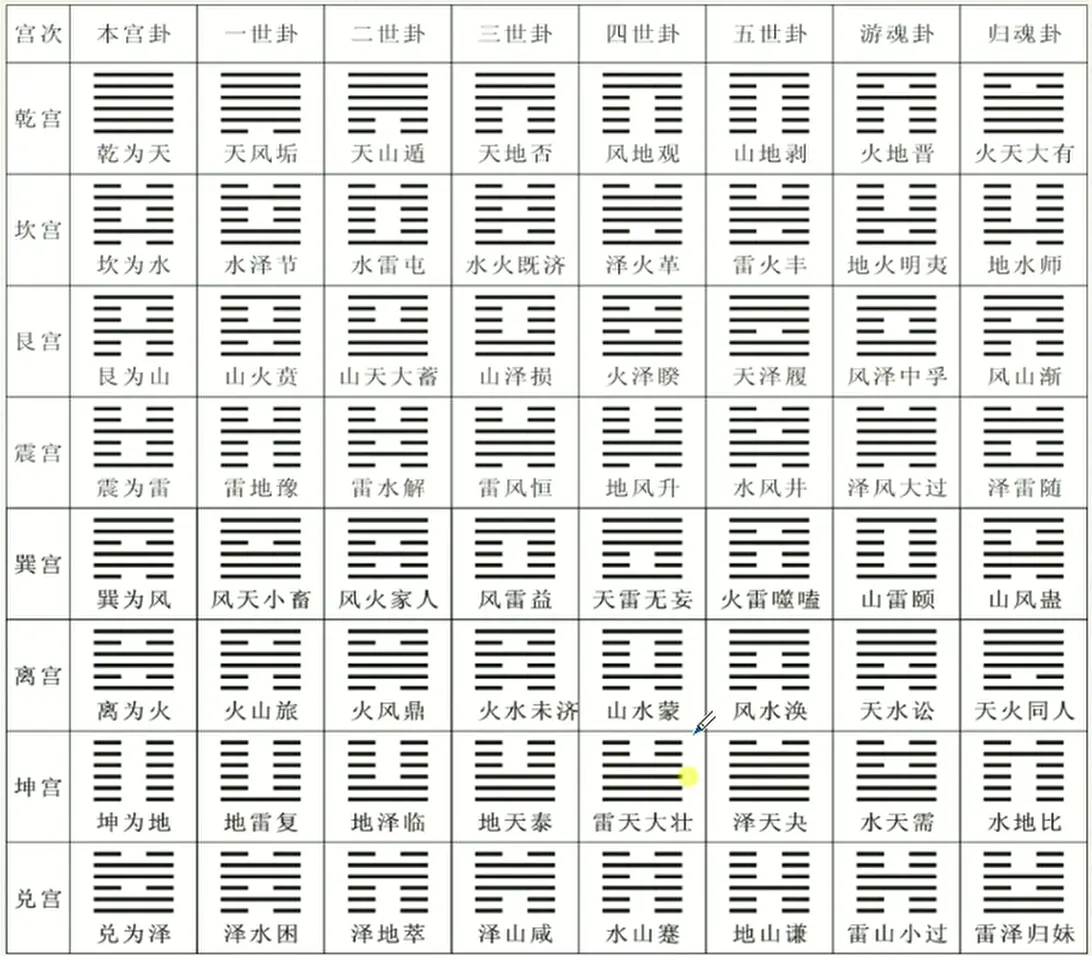 宫次 本宫卦 一世卦 二世卦 三世卦 四世卦 五世卦 游魂卦 归魂卦
乾宫 乾为天 天风垢 天山遁 天地否 风地观 山地剥 火地晋 火天大有
坎宫 坎为水 水泽节 水雷屯 水火既济 泽火革 雷火丰 地火明夷 地水师
艮宫 艮为山 山火贲 山天大蓄 山泽损 火泽睽 天泽履 风泽中孚 风山渐
震宫 震为雷 雷地豫 雷水解 雷风恒 地风升 水风井 泽风大过 泽雷随
巽宫 巽为风 风天小畜 风火家人 风雷益 天雷无妄 火雷噬嗑 山雷颐 山风蛊
离宫 离为火 火山旅 火风鼎 火水未济 山水蒙 风水涣 天水讼 天火同人
坤宫 坤为地 地雷复 地泽临 地天泰 雷天大壮 泽天夬 水天需 水地比
兑宫 兑为泽 泽水困 泽地萃 泽山咸 水山蹇 地山谦 雷山小过 雷泽归妹